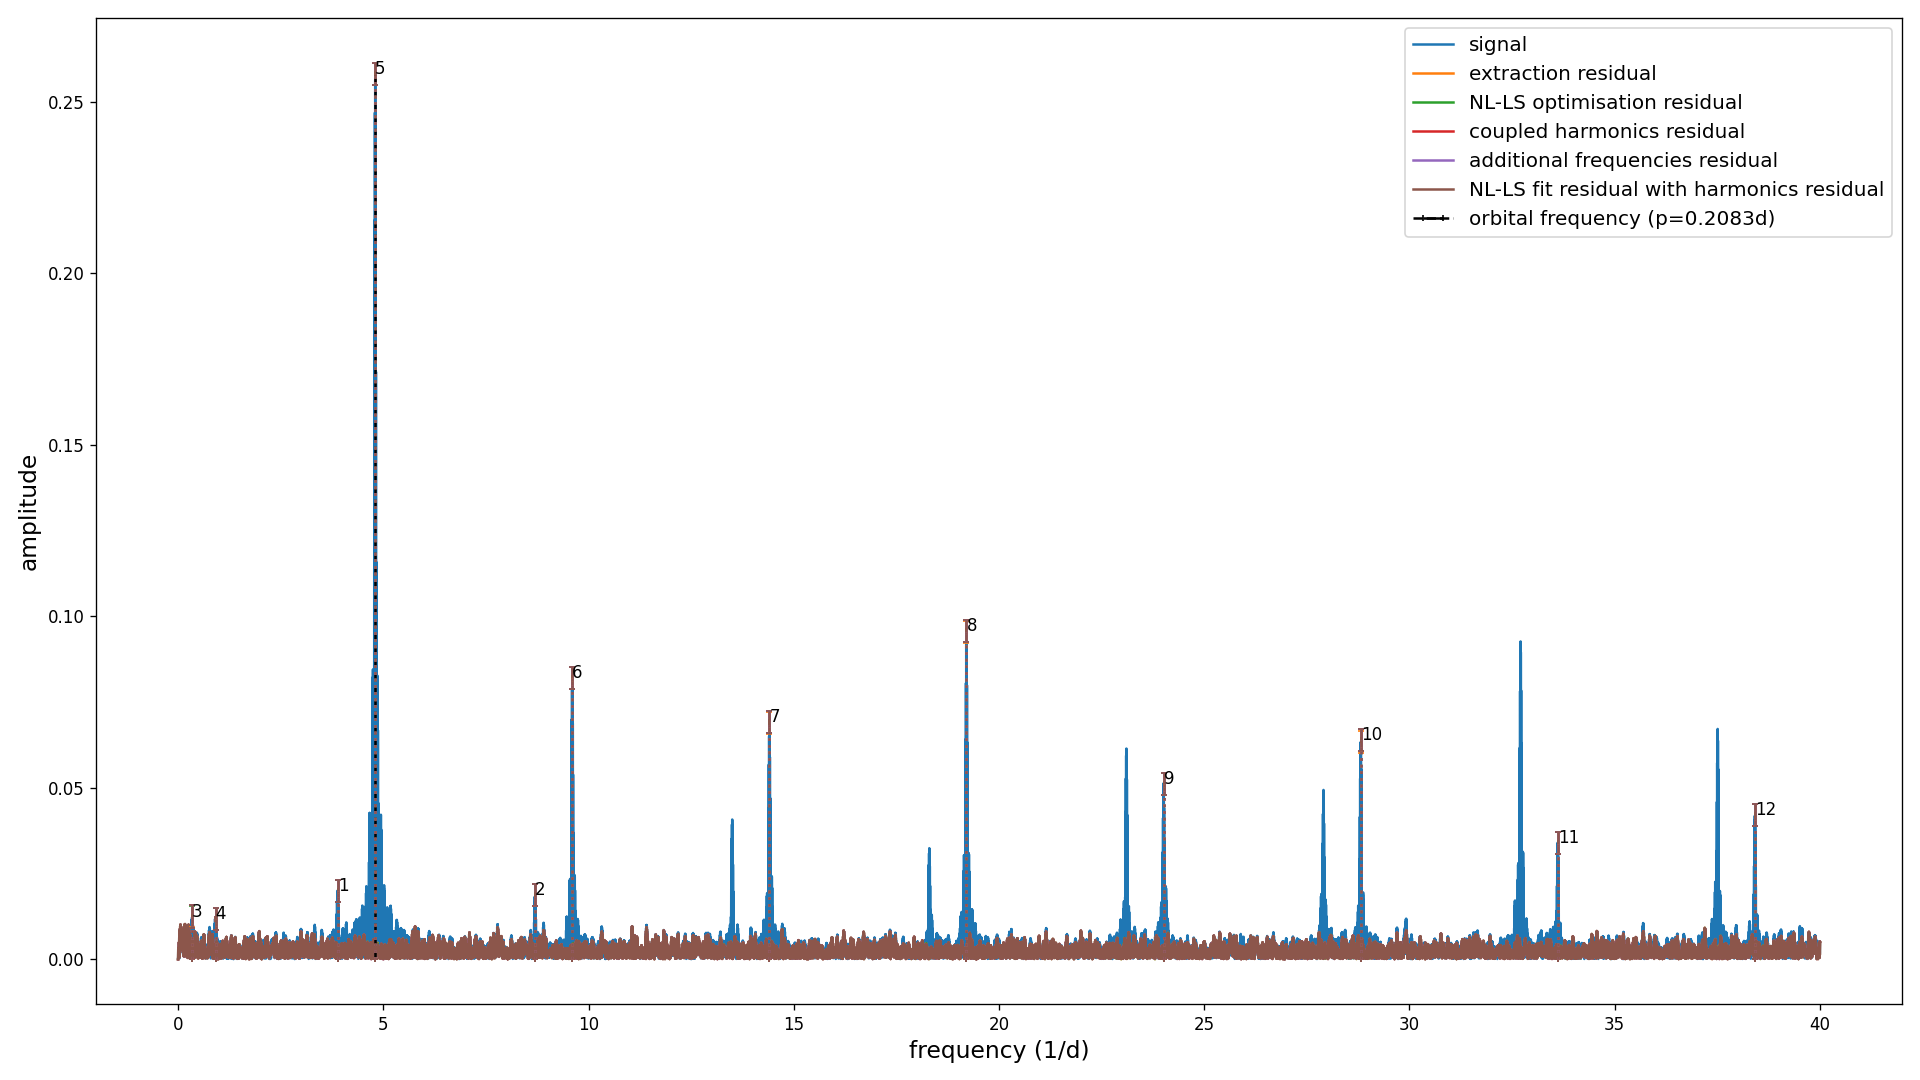 signal
extraction residual
NL-LS optimisation residual
coupled harmonics residual
additional frequencies residual
NL-LS fit residual with harmonics residual
orbital frequency (p=0.2083d)
5
8
6
7
10
9
12
11
1
2
3
4
0.25
0.20
0.15
0.10
0.05
0.00
amplitude
0 5 10 15 20 25 30 35 40
frequency (1/d)